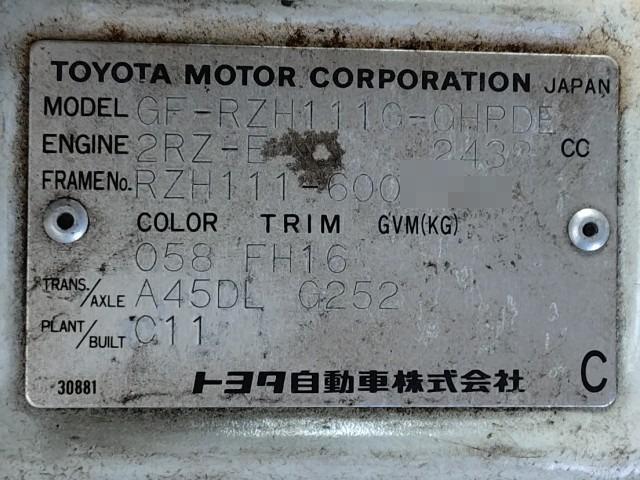 TOYOTA MOTOR CORPORATION JAPAN
MODEL GF-RZH111G-GHPDE
ENGINE 2RZ-E 2438 CC
FRAME No. RZH111-600
COLOR TRIM GVM(KG)
058 FH16
TRANS./AXLE A45DL G252
PLANT/BUILT C11
30881 トヨタ自動車株式会社 C